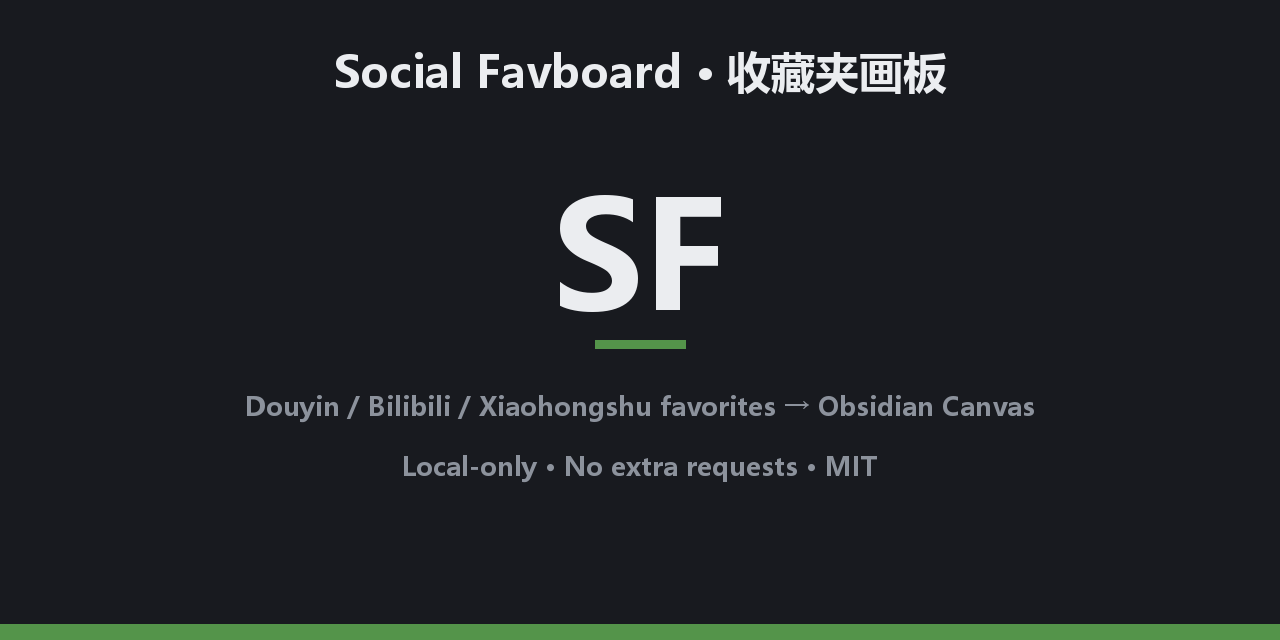 Social Favboard • 收藏夹画板
SF
Douyin / Bilibili / Xiaohongshu favorites → Obsidian Canvas
Local-only • No extra requests • MIT